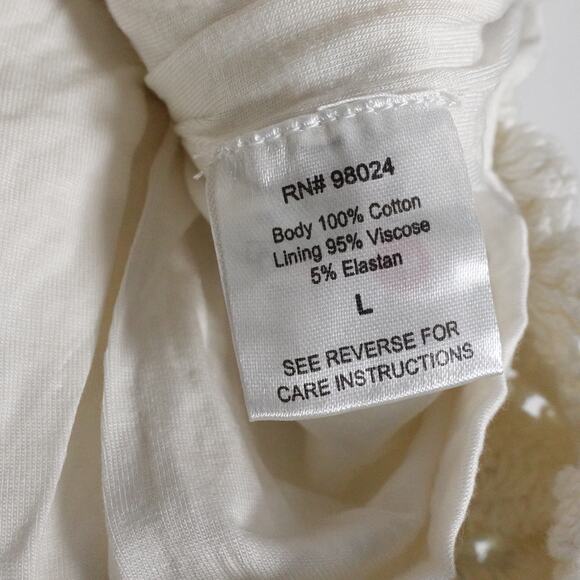 RN# 98024
Body 100% Cotton
Lining 95% Viscose
5% Elastan
L
SEE REVERSE FOR
CARE INSTRUCTIONS